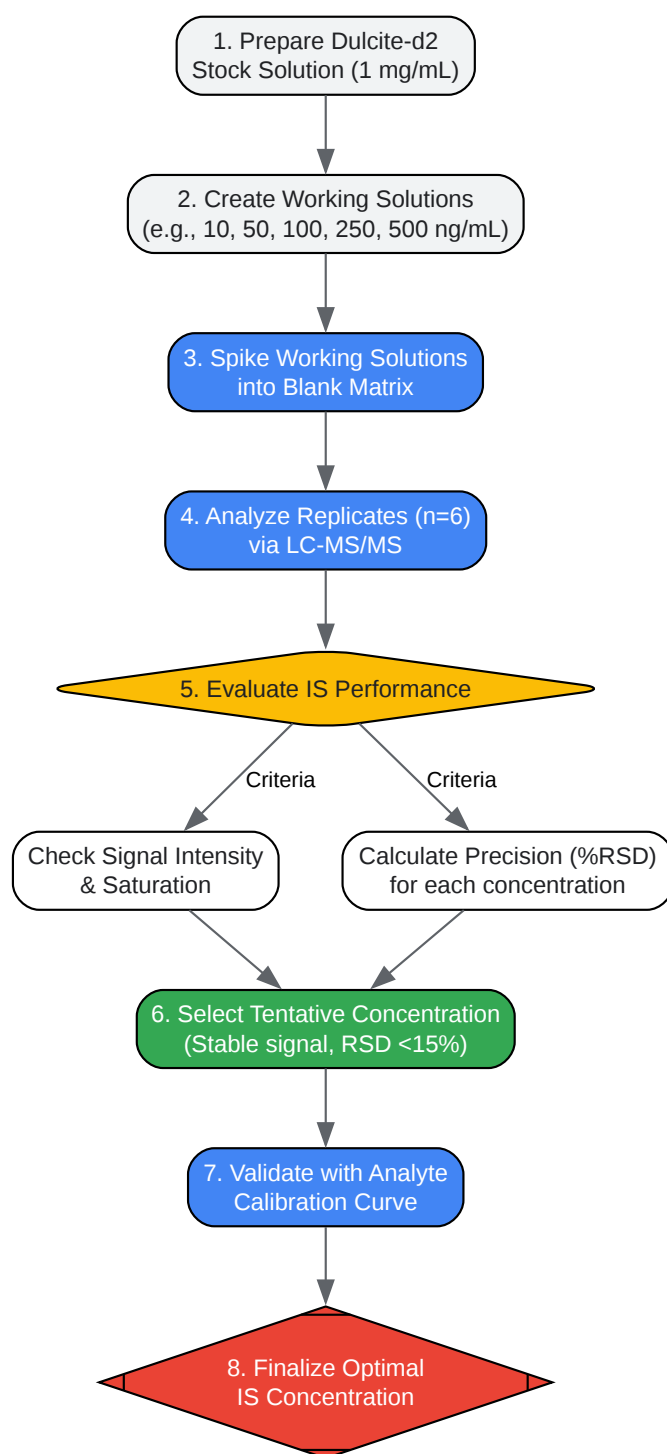 1. Prepare Dulcite-d2
Stock Solution (1 mg/mL)
2. Create Working Solutions
(e.g., 10, 50, 100, 250, 500 ng/mL)
3. Spike Working Solutions
into Blank Matrix
4. Analyze Replicates (n=6)
via LC-MS/MS
5. Evaluate IS Performance
Criteria
Criteria
Check Signal Intensity
& Saturation
Calculate Precision (%RSD)
for each concentration
6. Select Tentative Concentration
(Stable signal, RSD <15%)
7. Validate with Analyte
Calibration Curve
8. Finalize Optimal
IS Concentration